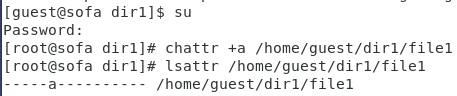 [guest@sofa dir1]$ su
Password:
[root@sofa dir1]# chattr +a /home/guest/dir1/file1
[root@sofa dir1]# lsattr /home/guest/dir1/file1
-----a---------- /home/guest/dir1/file1